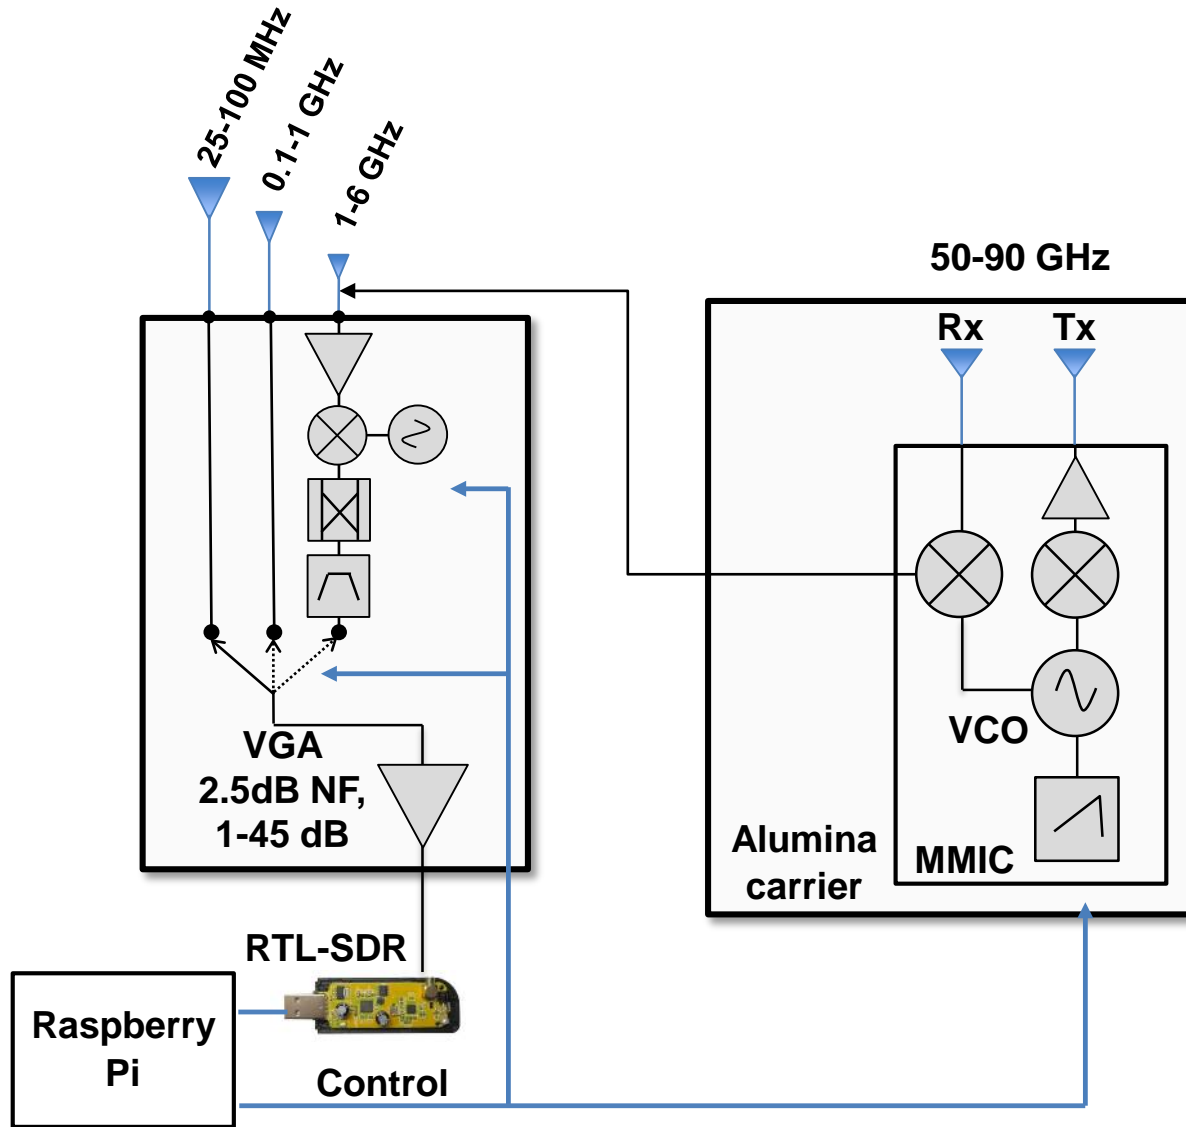 25-100 MHz
0.1-1 GHz
1-6 GHz
50-90 GHz
Rx
Tx
VCO
VGA
2.5dB NF,
1-45 dB
Alumina
carrier
MMIC
RTL-SDR
Raspberry
Pi
Control